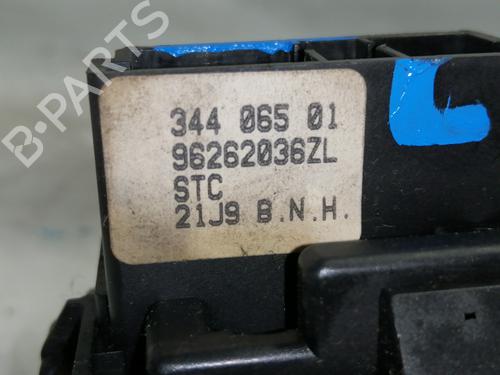 B-PARTS
344 065 01
96262036ZL
STC
21J9 B.N.H.